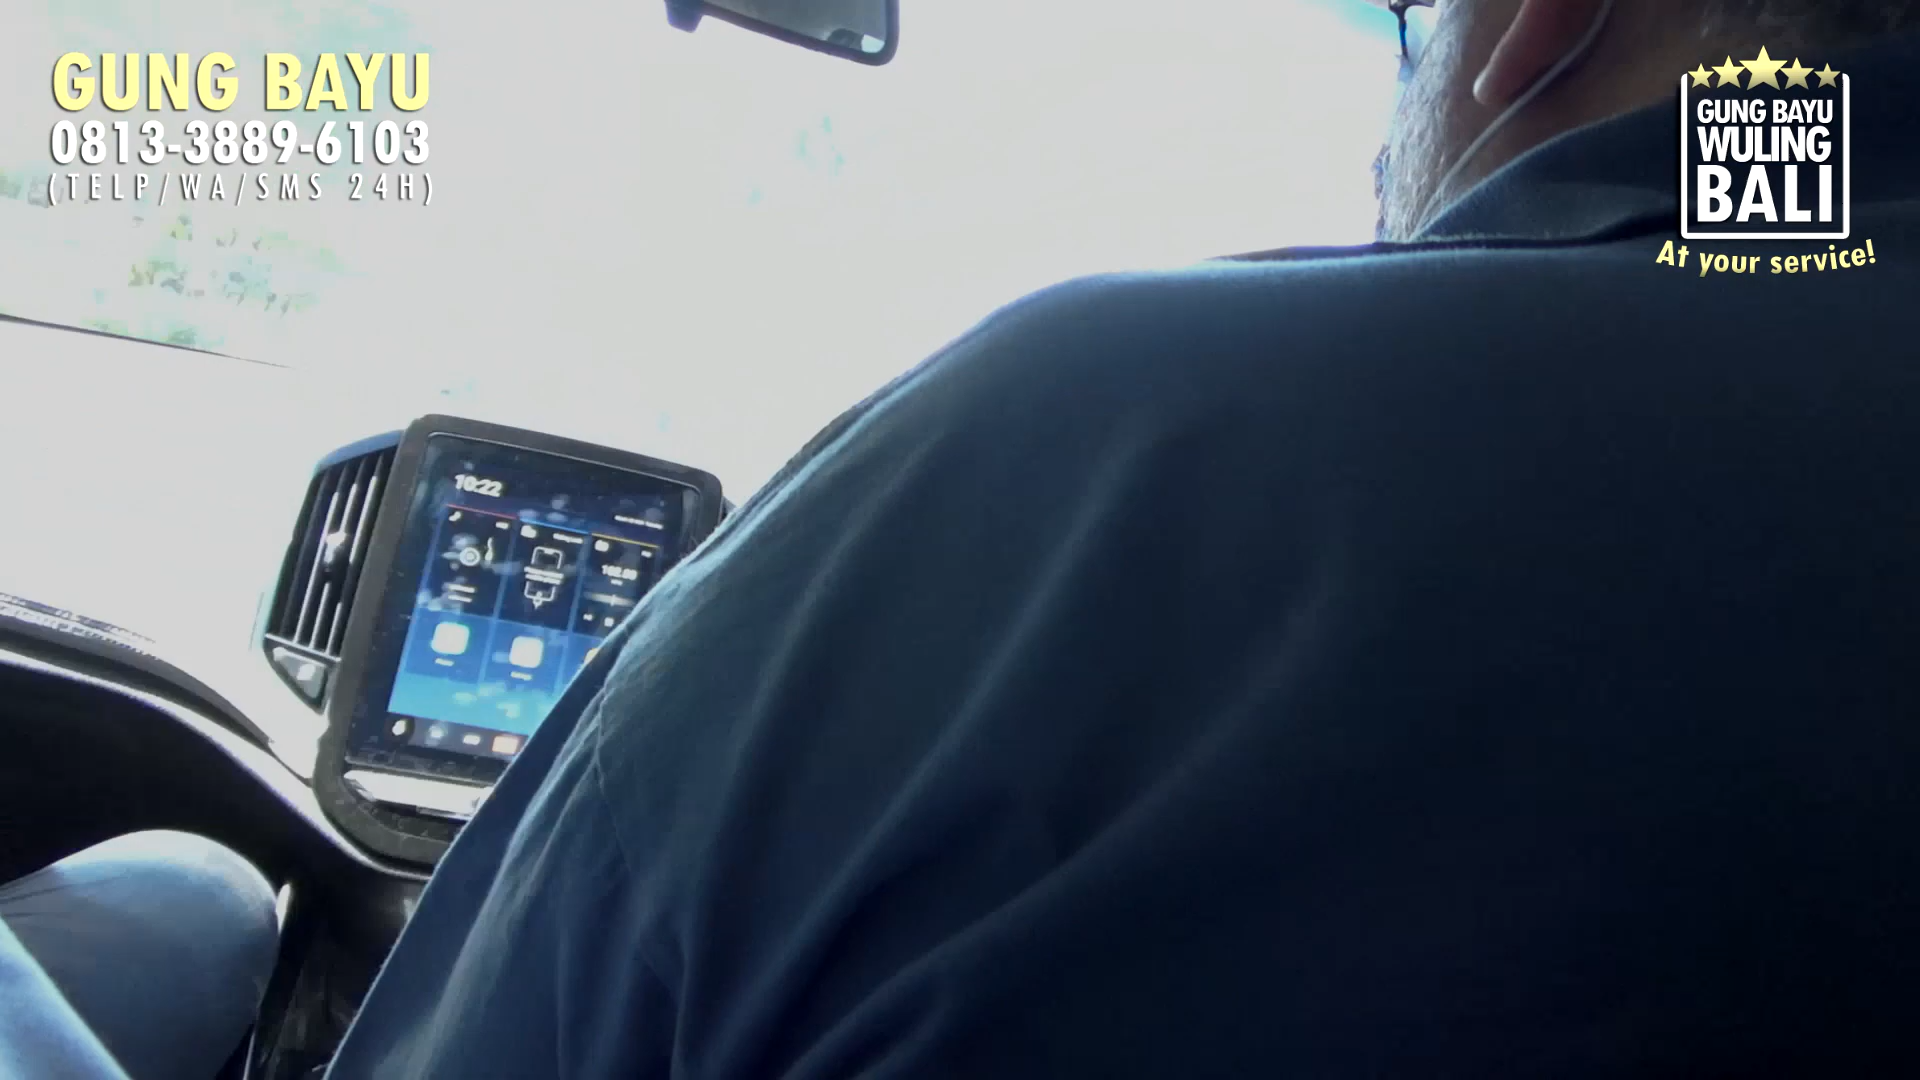 GUNG BAYU
0813-3889-6103
(TELP/WA/SMS 24H)
GUNG BAYU
WULING
BALI
At your service!
10:22